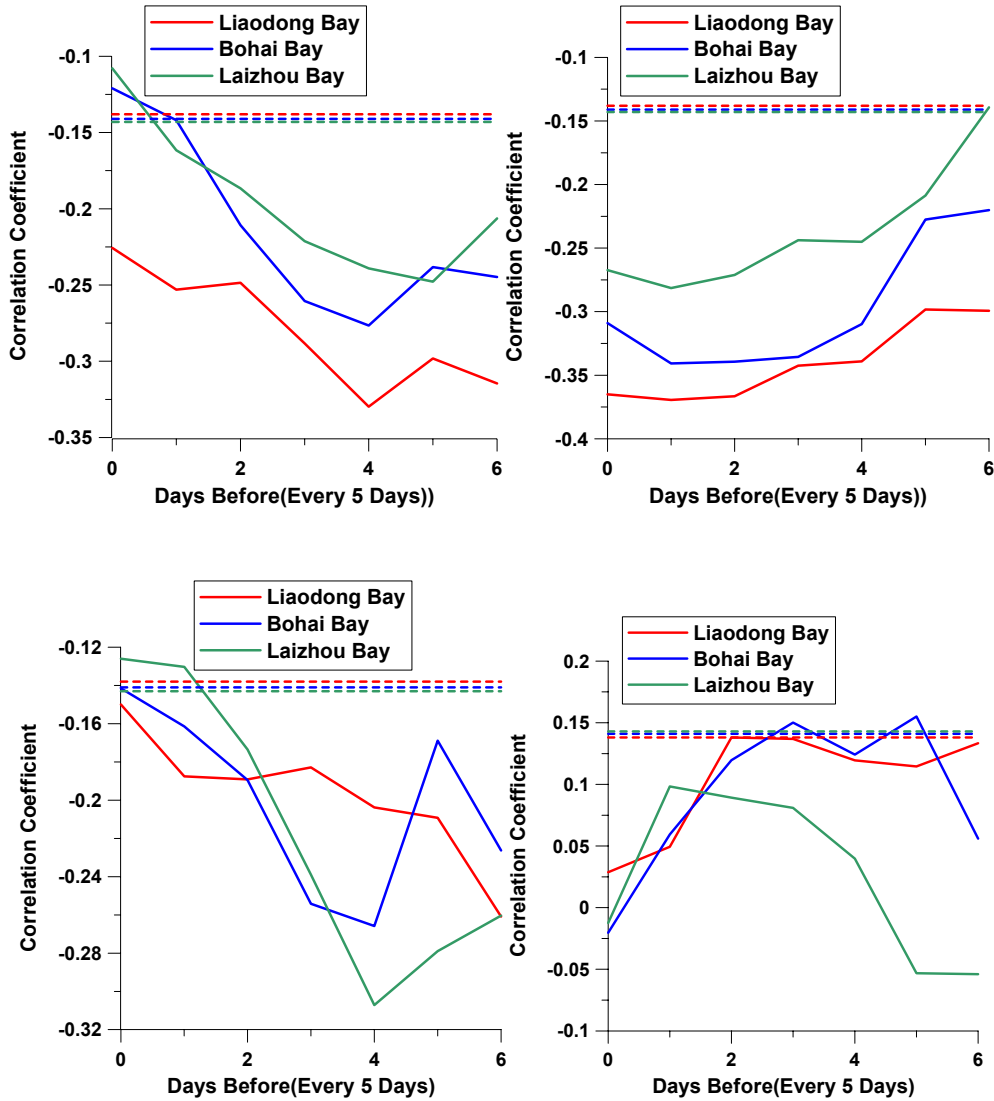 Liaodong Bay
Bohai Bay
Laizhou Bay
-0.1
-0.15
-0.2
-0.25
-0.3
-0.35
Correlation Coefficient
0 2 4 6
Days Before(Every 5 Days))
Liaodong Bay
Bohai Bay
Laizhou Bay
-0.1
-0.15
-0.2
-0.25
-0.3
-0.35
-0.4
Correlation Coefficient
0 2 4 6
Days Before(Every 5 Days))
Liaodong Bay
Bohai Bay
Laizhou Bay
-0.12
-0.16
-0.2
-0.24
-0.28
-0.32
Correlation Coefficient
0 2 4 6
Days Before(Every 5 Days)
Liaodong Bay
Bohai Bay
Laizhou Bay
0.2
0.15
0.1
0.05
0
-0.05
-0.1
Correlation Coefficient
0 2 4 6
Days Before(Every 5 Days)